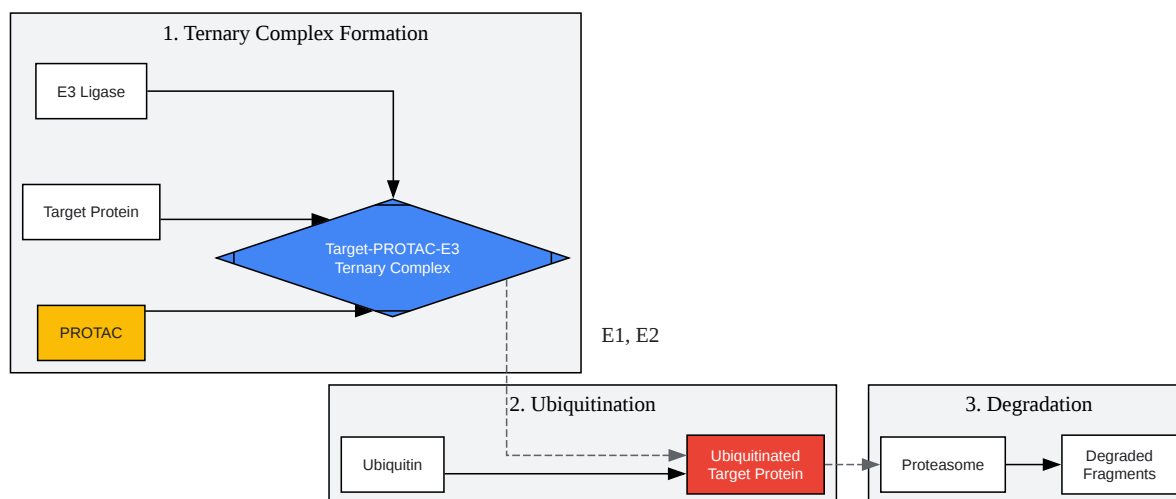 1. Ternary Complex Formation
E3 Ligase
Target Protein
Target-PROTAC-E3
Ternary Complex
PROTAC
E1, E2
2. Ubiquitination
Ubiquitin
Ubiquitinated
Target Protein
3. Degradation
Proteasome
Degraded
Fragments